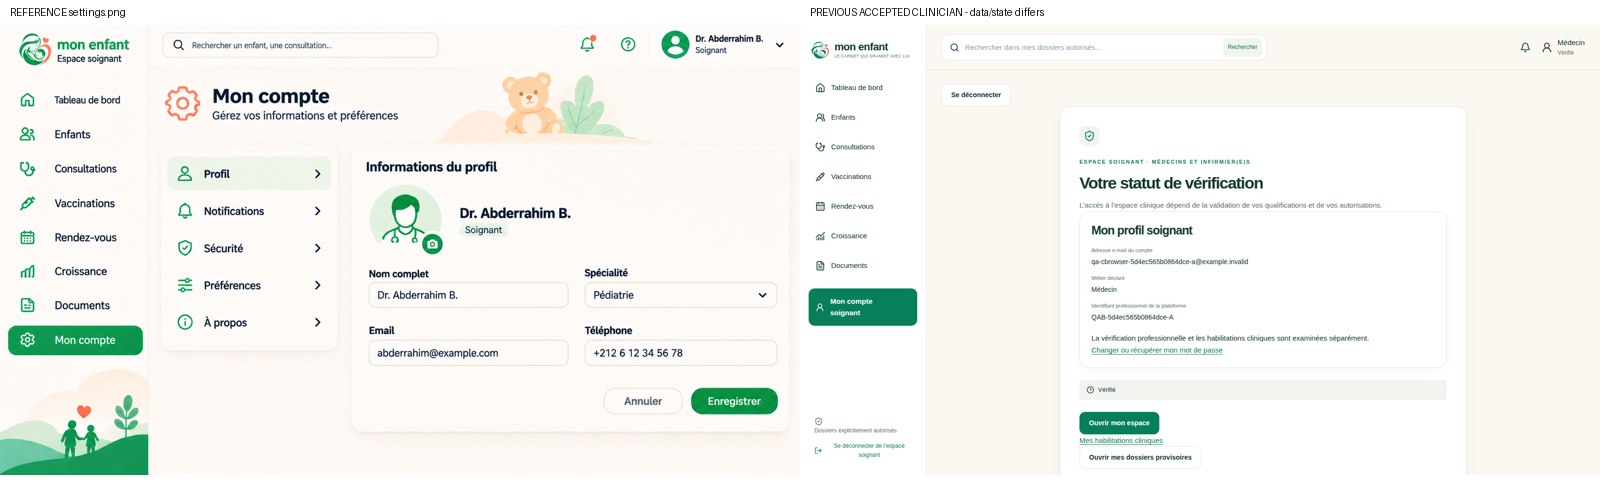 REFERENCE settings.png
mon enfant
Espace soignant
Tableau de bord
Enfants
Consultations
Vaccinations
Rendez-vous
Croissance
Documents
Mon compte
Rechercher un enfant, une consultation...
Dr. Abderrahim B.
Soignant
Mon compte
Gérez vos informations et préférences
Profil
Notifications
Sécurité
Préférences
À propos
Informations du profil
Dr. Abderrahim B.
Soignant
Nom complet
Dr. Abderrahim B.
Spécialité
Pédiatrie
Email
abderrahim@example.com
Téléphone
+212 6 12 34 56 78
Annuler
Enregistrer
PREVIOUS ACCEPTED CLINICIAN - data/state differs
mon enfant
LE CARNET QUI GRANDIT AVEC LUI
Tableau de bord
Enfants
Consultations
Vaccinations
Rendez-vous
Croissance
Documents
Mon compte
soignant
Dossiers explicitement autorisés
Se déconnecter de l'espace
soignant
Rechercher dans mes dossiers autorisés...
Rechercher
Médecin
Vérifié
Se déconnecter
ESPACE SOIGNANT · MÉDECINS ET INFIRMIER(E)S
Votre statut de vérification
L'accès à l'espace clinique dépend de la validation de vos qualifications et de vos autorisations.
Mon profil soignant
Adresse e-mail du compte
qa-cbrowser-5d4ec565b0864dce-a@example.invalid
Métier déclaré
Médecin
Identifiant professionnel de la plateforme
QAB-5d4ec565b0864dce-A
La vérification professionnelle et les habilitations cliniques sont examinées séparément.
Changer ou récupérer mon mot de passe
Vérifié
Ouvrir mon espace
Mes habilitations cliniques
Ouvrir mes dossiers provisoires